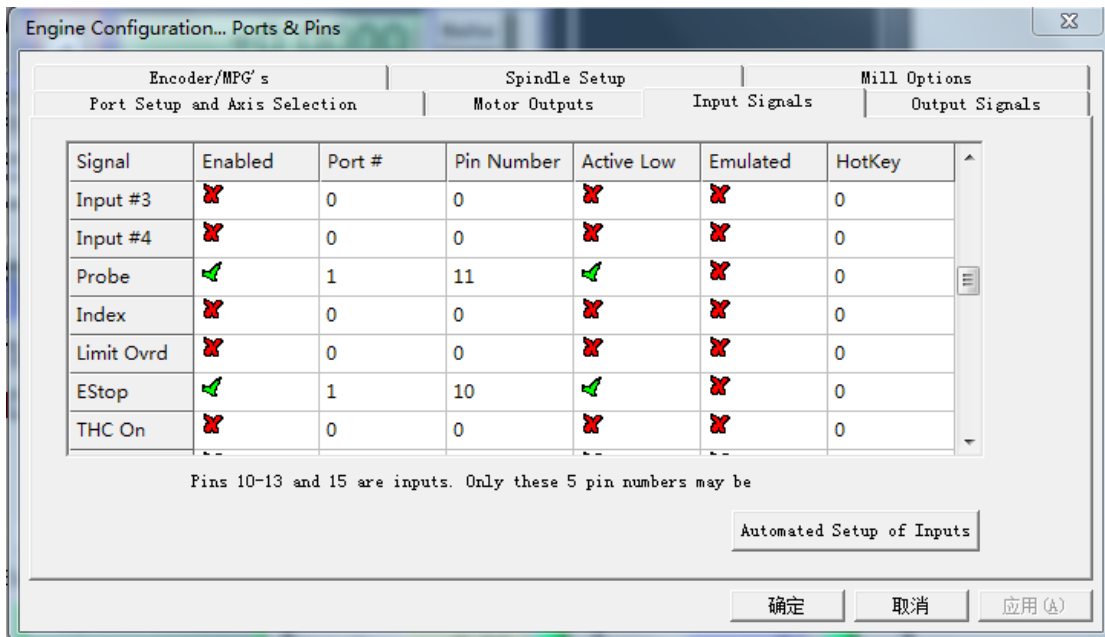 Engine Configuration... Ports & Pins
Encoder/MPG's Spindle Setup Mill Options
Port Setup and Axis Selection Motor Outputs Input Signals Output Signals
Signal Enabled Port # Pin Number Active Low Emulated HotKey
Input #3 0 0 0
Input #4 0 0 0
Probe 1 11 0
Index 0 0 0
Limit Ovrd 0 0 0
EStop 1 10 0
THC On 0 0 0
Pins 10-13 and 15 are inputs. Only these 5 pin numbers may be
Automated Setup of Inputs
确定 取消 应用(A)